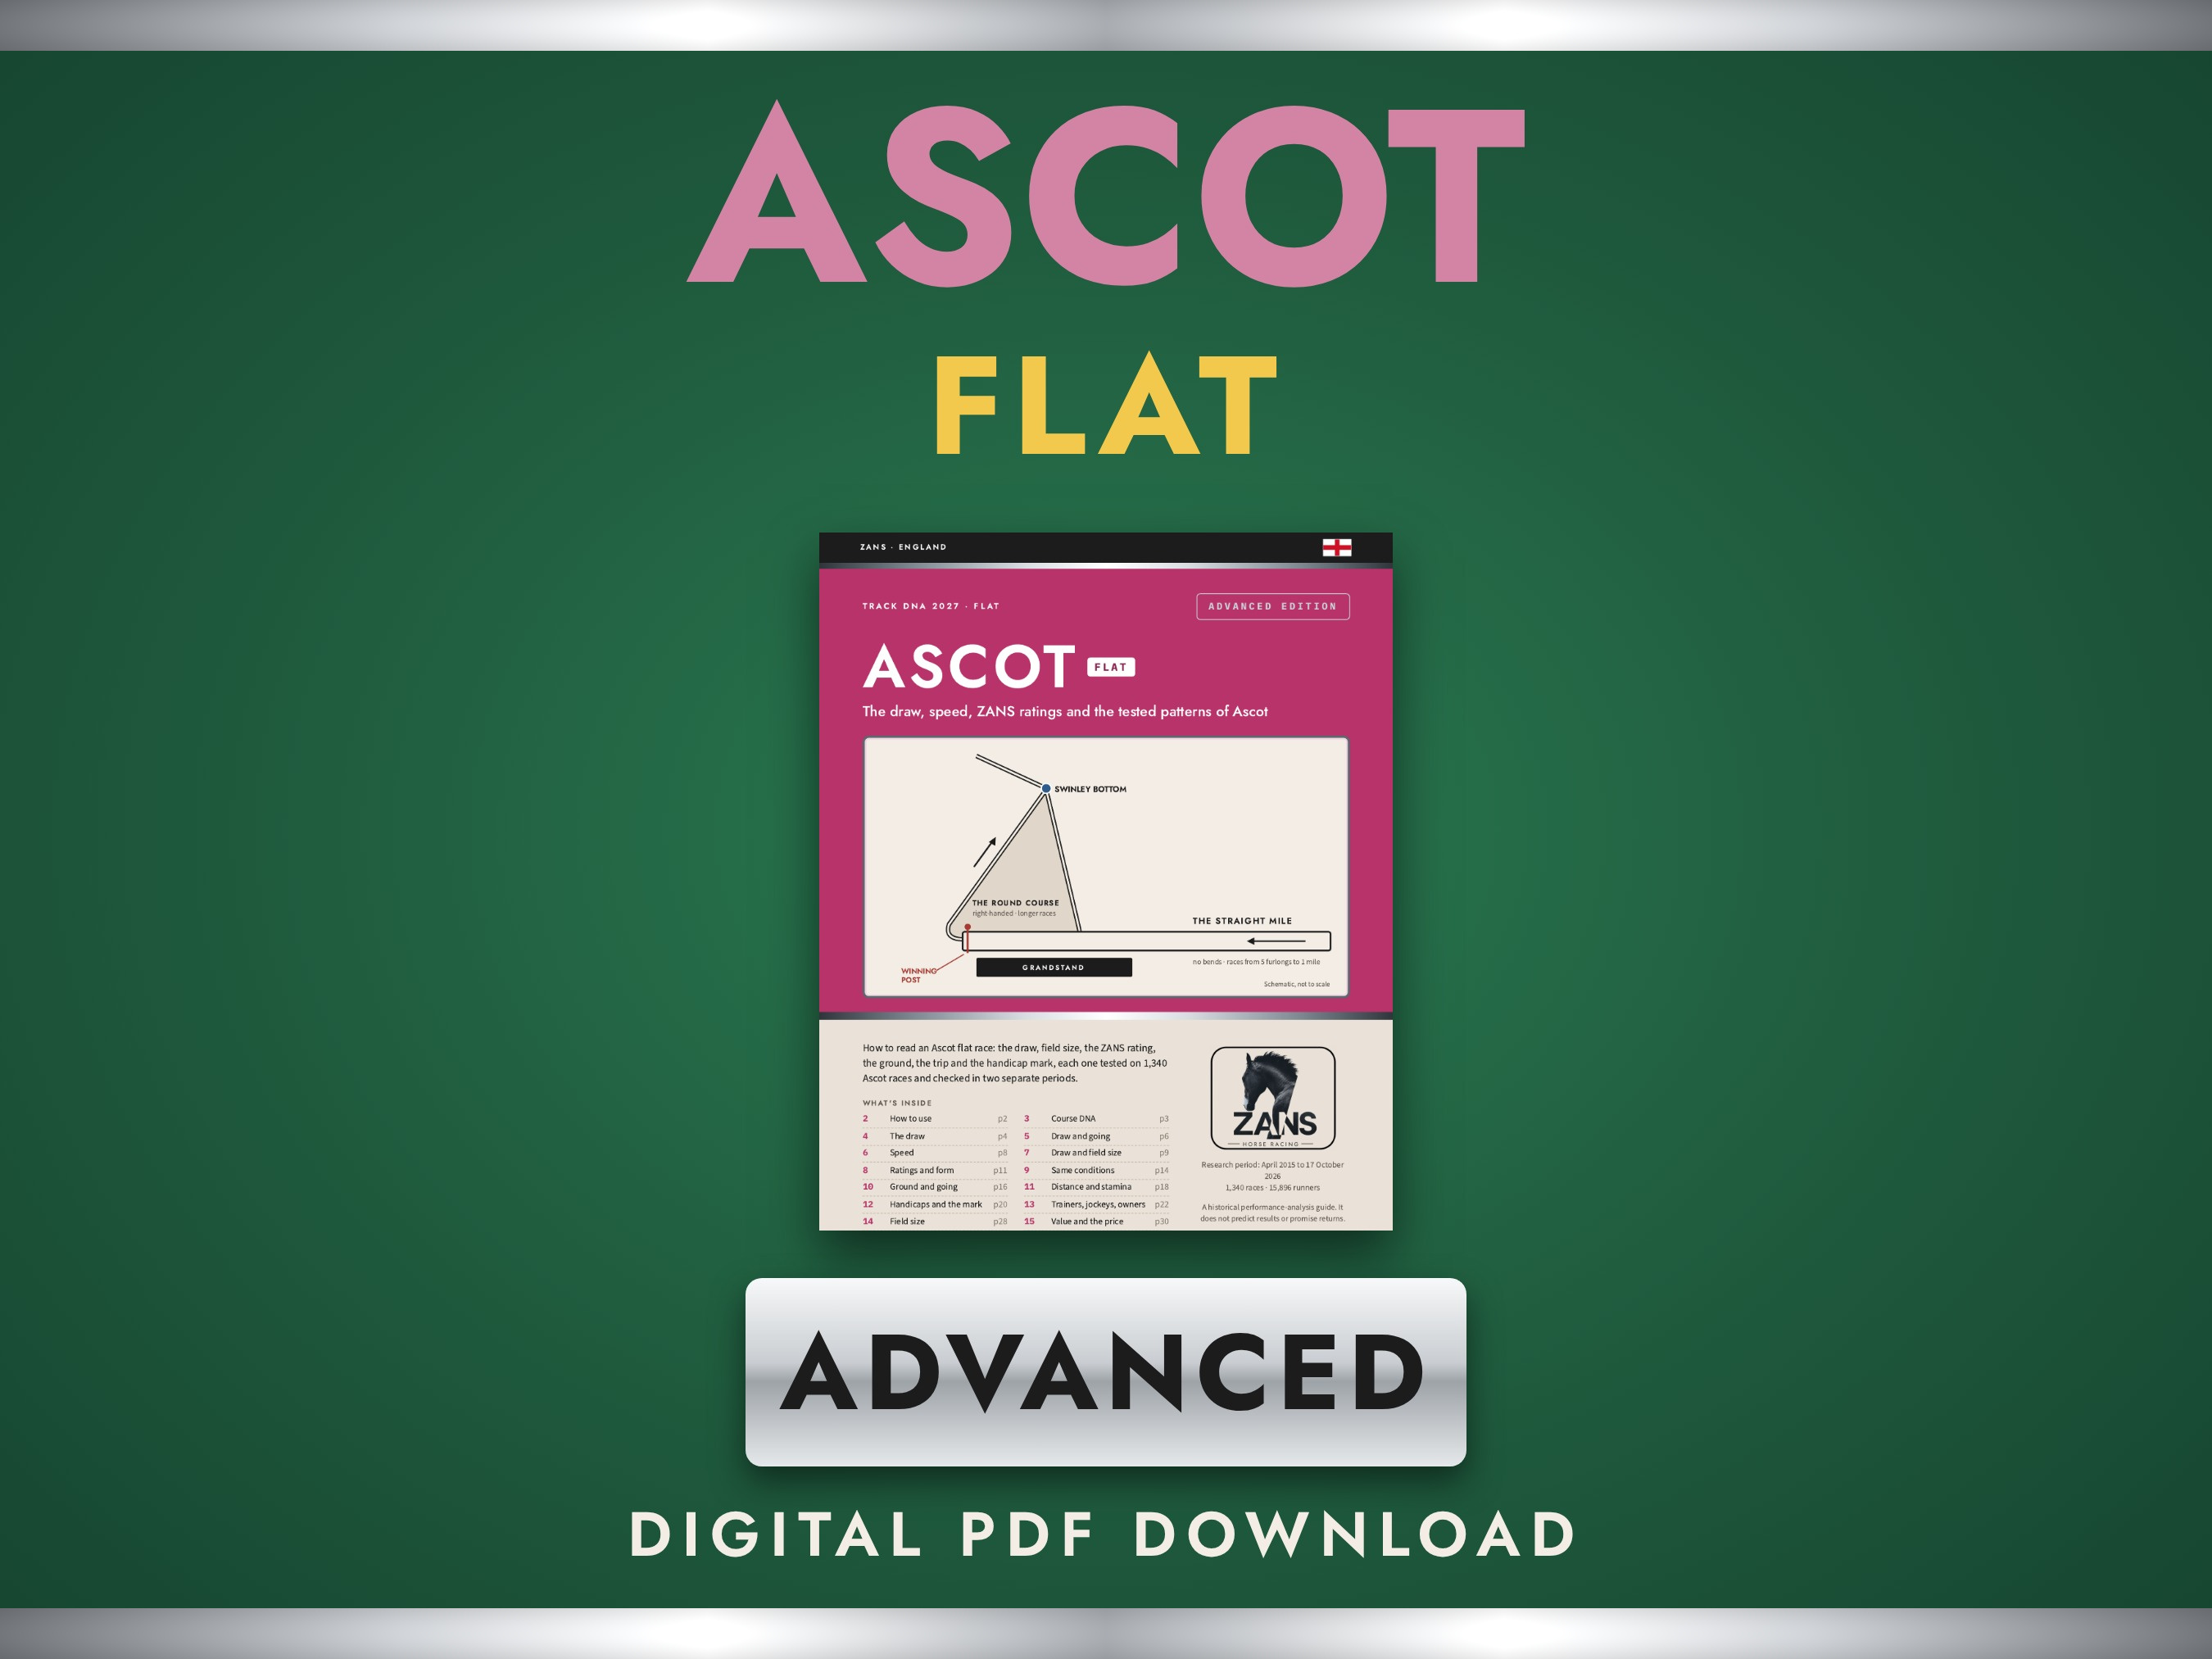 ASCOT
FLAT
ZANS · ENGLAND
TRACK DNA 2027 · FLAT
ADVANCED EDITION
ASCOT FLAT
The draw, speed, ZANS ratings and the tested patterns of Ascot
SWINLEY BOTTOM
THE ROUND COURSE
right-handed · longer races
THE STRAIGHT MILE
no bends · races from 5 furlongs to 1 mile
WINNING
POST
GRANDSTAND
Schematic, not to scale
How to read an Ascot flat race: the draw, field size, the ZANS rating,
the ground, the trip and the handicap mark, each one tested on 1,340
Ascot races and checked in two separate periods.
WHAT'S INSIDE
2 How to use p2 3 Course DNA p3
4 The draw p4 5 Draw and going p6
6 Speed p8 7 Draw and field size p9
8 Ratings and form p11 9 Same conditions p14
10 Ground and going p16 11 Distance and stamina p18
12 Handicaps and the mark p20 13 Trainers, jockeys, owners p22
14 Field size p28 15 Value and the price p30
ZANS
HORSE RACING
Research period: April 2015 to 17 October
2026
1,340 races · 15,896 runners
A historical performance-analysis guide. It
does not predict results or promise returns.
ADVANCED
DIGITAL PDF DOWNLOAD